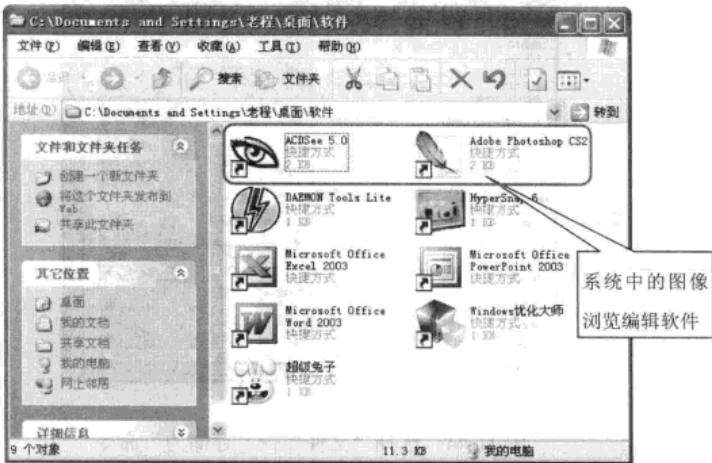 C:\Documents and Settings\老程\桌面\软件
文件(F) 编辑(E) 查看(V) 收藏(A) 工具(T) 帮助(H)
搜索 文件夹
地址(D) C:\Documents and Settings\老程\桌面\软件 转到
文件和文件夹任务
创建一个新文件夹
将这个文件夹发布到
Web
共享此文件夹
其它位置
桌面
我的文档
共享文档
我的电脑
网上邻居
详细信息
ACDSee 5.0
快捷方式
2 KB
Adobe Photoshop CS2
快捷方式
2 KB
DAEMON Tools Lite
快捷方式
1 KB
HyperSnap 6
快捷方式
1 KB
Microsoft Office
Excel 2003
快捷方式
Microsoft Office
PowerPoint 2003
快捷方式
Microsoft Office
Word 2003
快捷方式
Windows优化大师
快捷方式
1 KB
超级兔子
快捷方式
1 KB
系统中的图像
浏览编辑软件
9 个对象 11.3 KB 我的电脑